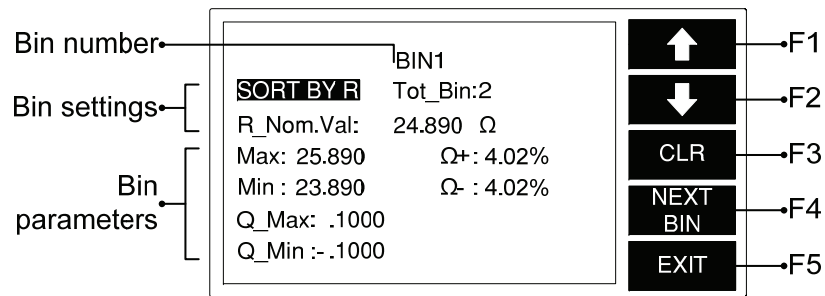 Bin number
Bin settings
Bin
parameters
BIN1
SORT BY R Tot_Bin:2
R_Nom.Val: 24.890 Ω
Max: 25.890 Ω+: 4.02%
Min : 23.890 Ω- : 4.02%
Q_Max: .1000
Q_Min :- .1000
F1
F2
CLR F3
NEXT
BIN F4
EXIT F5